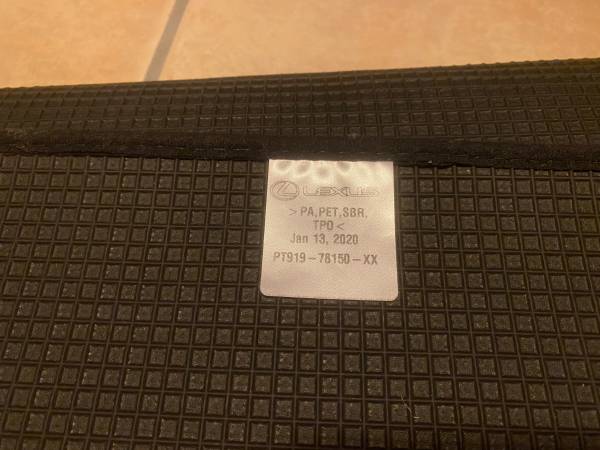 LEXUS
>PA,PET,SBR,
TPO<
Jan 13, 2020
PT919-78150-XX